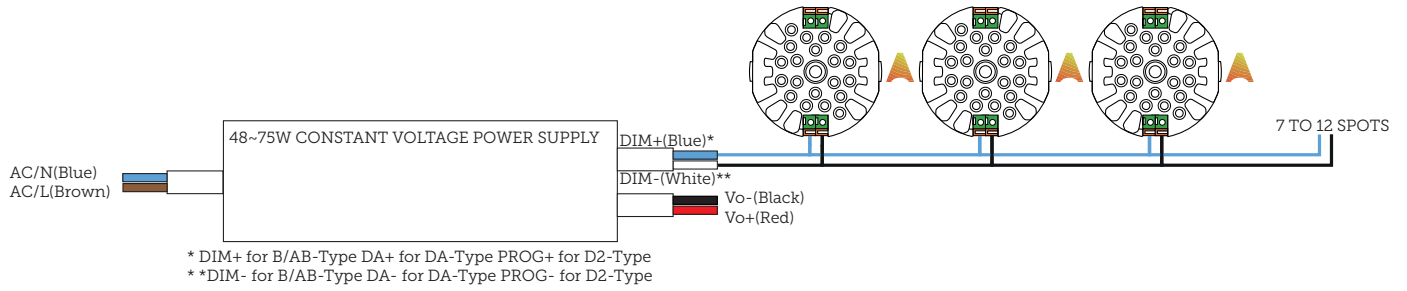 48~75W CONSTANT VOLTAGE POWER SUPPLY
DIM+(Blue)*
7 TO 12 SPOTS
AC/N(Blue)
AC/L(Brown)
DIM-(White)**
Vo-(Black)
Vo+(Red)
* DIM+ for B/AB-Type DA+ for DA-Type PROG+ for D2-Type
* *DIM- for B/AB-Type DA- for DA-Type PROG- for D2-Type